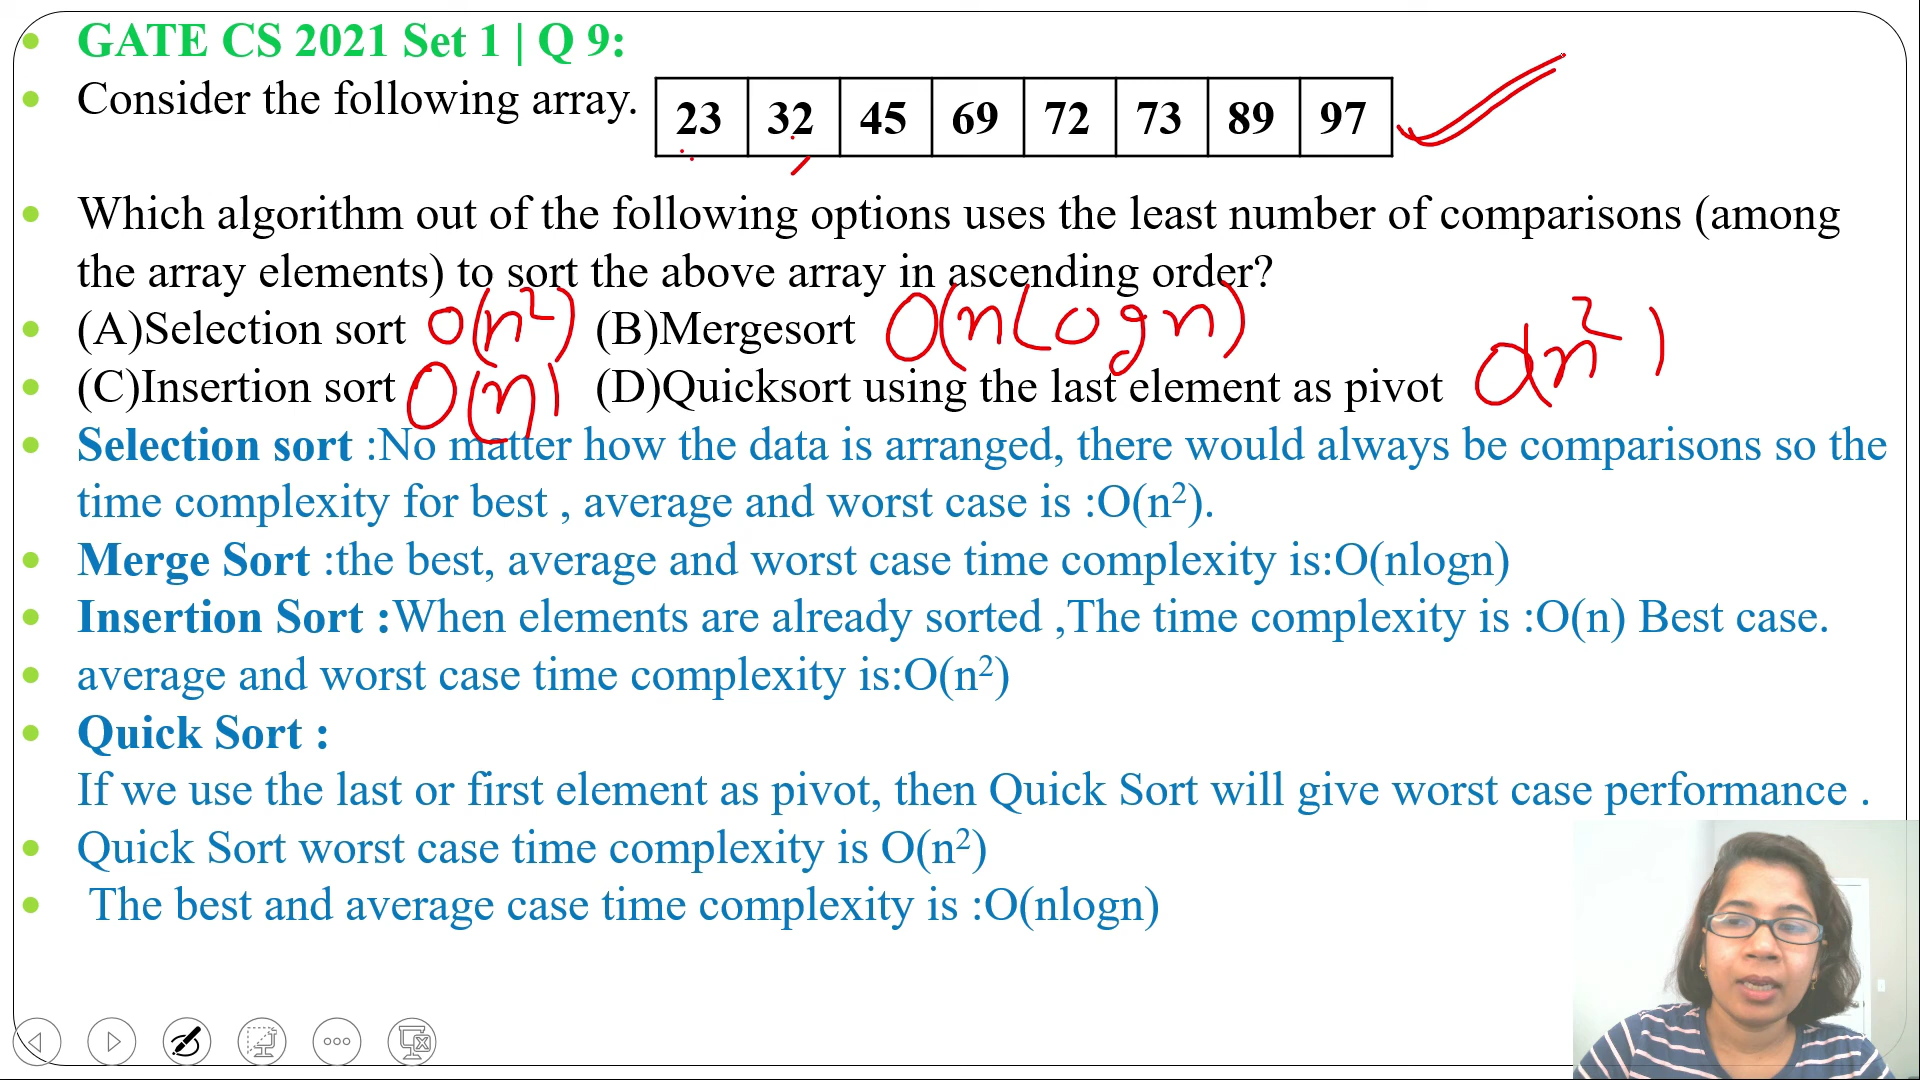 GATE CS 2021 Set 1 | Q 9:
Consider the following array. 23 32 45 69 72 73 89 97
Which algorithm out of the following options uses the least number of comparisons (among
the array elements) to sort the above array in ascending order?
(A)Selection sort O(n²) (B)Mergesort O(n Log n)
(C)Insertion sort O(n) (D)Quicksort using the last element as pivot O(n²)
Selection sort :No matter how the data is arranged, there would always be comparisons so the
time complexity for best , average and worst case is :O(n²).
Merge Sort :the best, average and worst case time complexity is:O(nlogn)
Insertion Sort :When elements are already sorted ,The time complexity is :O(n) Best case.
average and worst case time complexity is:O(n²)
Quick Sort :
If we use the last or first element as pivot, then Quick Sort will give worst case performance .
Quick Sort worst case time complexity is O(n²)
The best and average case time complexity is :O(nlogn)